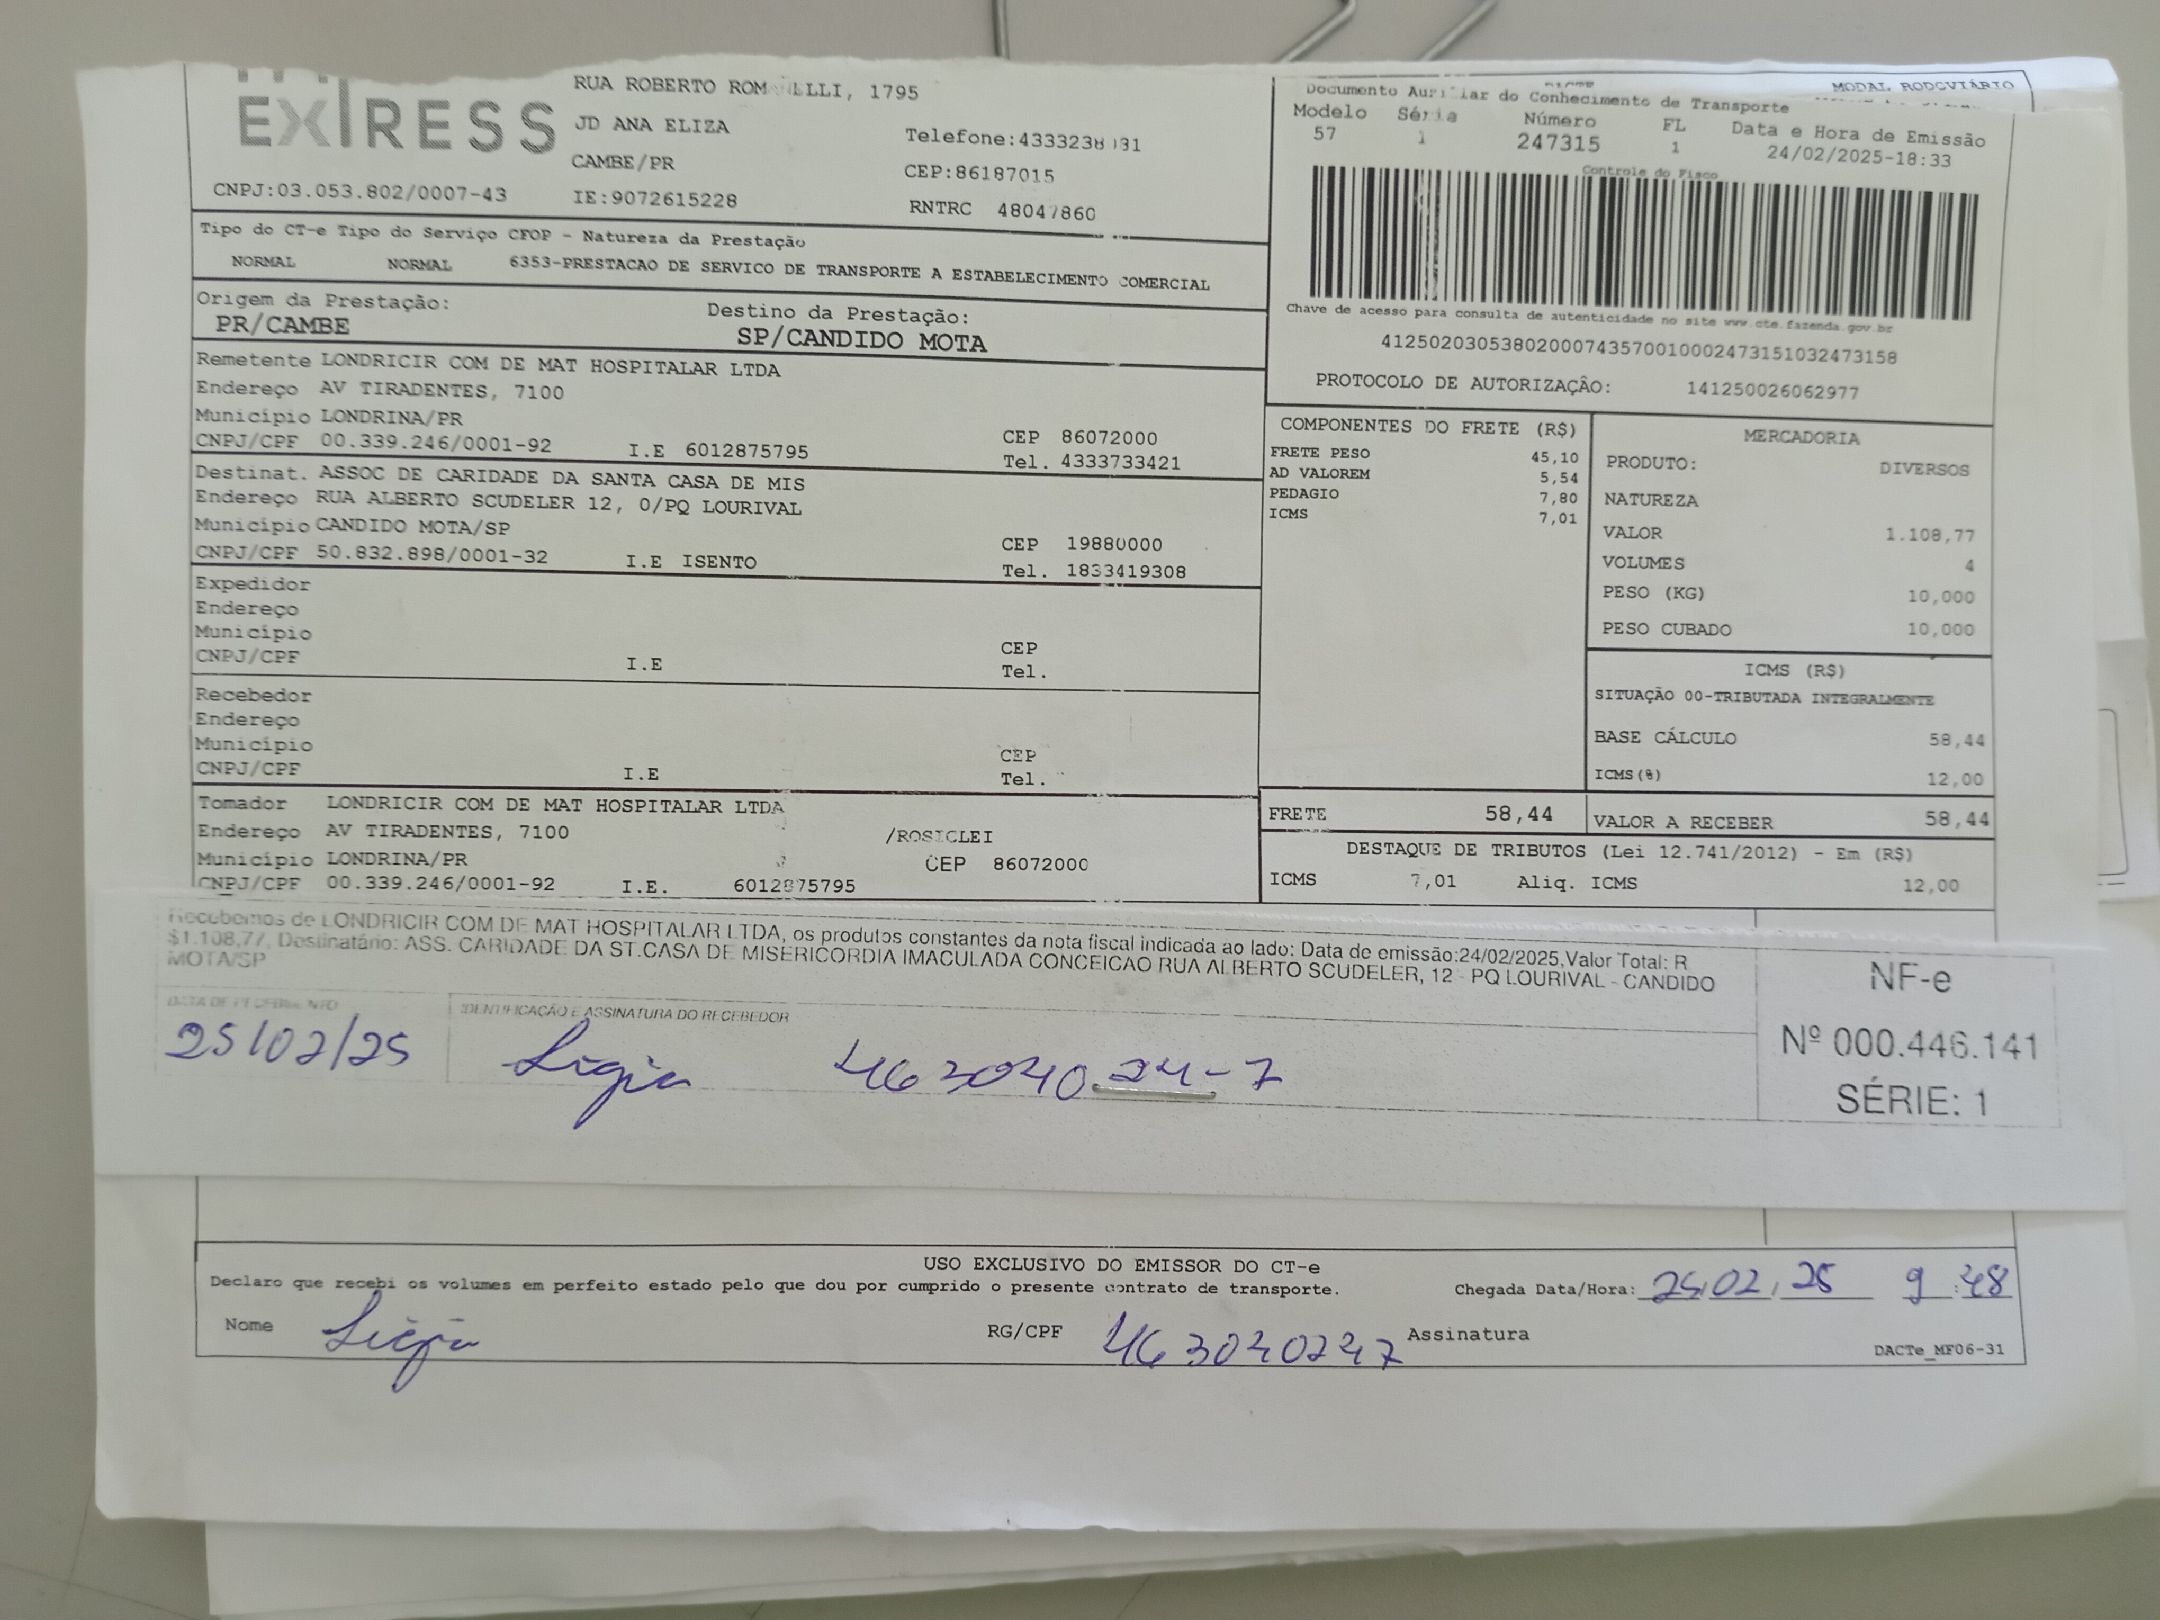 EXPRESS
RUA ROBERTO 1795
JD ANA ELIZA
CAMBE/PR
CNPJ:03.053.802/0007-43
IE:9072615228
CEP:86187015
RNTRC 48047860
MODAL RODOVIÁRIO
Documento Auxiliar do Conhecimento de Transporte
Modelo Série Número FL Data e Hora de Emissão
57 1 247315 1 24/02/2025-18:33
Controle do Fisco
Chave de acesso para consulta de autenticidade no site www.cte.fazenda.gov.br
41250203053802000743570010002473151032473158
PROTOCOLO DE AUTORIZAÇÃO: 141250026062977
Tipo do CT-e Tipo do Serviço CFOP - Natureza da Prestação
NORMAL NORMAL 6353-PRESTACAO DE SERVICO DE TRANSPORTE A ESTABELECIMENTO COMERCIAL
Origem da Prestação: Destino da Prestação:
PR/CAMBE SP/CANDIDO MOTA
Remetente LONDRICIR COM DE MAT HOSPITALAR LTDA
Endereço AV TIRADENTES, 7100
Município LONDRINA/PR CEP 86072000
CNPJ/CPF 00.339.246/0001-92 I.E 6012875795 Tel. 4333733421
Destinat. ASSOC DE CARIDADE DA SANTA CASA DE MIS
Endereço RUA ALBERTO SCUDELER 12, 0/PQ LOURIVAL
Município CANDIDO MOTA/SP CEP 19880000
CNPJ/CPF 50.832.898/0001-32 I.E ISENTO Tel. 1833419308
Expedidor
Endereço
Município CEP
CNPJ/CPF I.E Tel.
Recebedor
Endereço
Município CEP
CNPJ/CPF I.E Tel.
Tomador LONDRICIR COM DE MAT HOSPITALAR LTDA
Endereço AV TIRADENTES, 7100 /ROSICLEI
Município LONDRINA/PR CEP 86072000
CNPJ/CPF 00.339.246/0001-92 I.E. 6012875795
COMPONENTES DO FRETE (R$)
FRETE PESO 45,10
AD VALOREM 5,54
PEDAGIO 7,80
ICMS 7,01
MERCADORIA
PRODUTO: DIVERSOS
NATUREZA
VALOR 1.108,77
VOLUMES 4
PESO (KG) 10,000
PESO CUBADO 10,000
ICMS (R$)
SITUAÇÃO 00-TRIBUTADA INTEGRALMENTE
BASE CÁLCULO 58,44
ICMS(%) 12,00
FRETE 58,44 VALOR A RECEBER 58,44
DESTAQUE DE TRIBUTOS (Lei 12.741/2012) - Em (R$)
ICMS 7,01 Aliq. ICMS 12,00
Recebemos de LONDRICIR COM DE MAT HOSPITALAR LTDA, os produtos constantes da nota fiscal indicada ao lado: Data de emissão:24/02/2025,Valor Total: R
$1.108,77, Destinatário: ASS. CARIDADE DA ST.CASA DE MISERICORDIA IMACULADA CONCEICAO RUA ALBERTO SCUDELER, 12 - PQ LOURIVAL - CANDIDO
MOTA/SP
NF-e
Nº 000.446.141
SÉRIE: 1
DATA DE RECEBIMENTO IDENTIFICAÇÃO E ASSINATURA DO RECEBEDOR
25/02/25 Ligia 46304024-7
USO EXCLUSIVO DO EMISSOR DO CT-e
Declaro que recebi os volumes em perfeito estado pelo que dou por cumprido o presente contrato de transporte.
Chegada Data/Hora: 25/02/25 9:48
Nome Ligia RG/CPF 463040247 Assinatura
DACTe_MF06-31